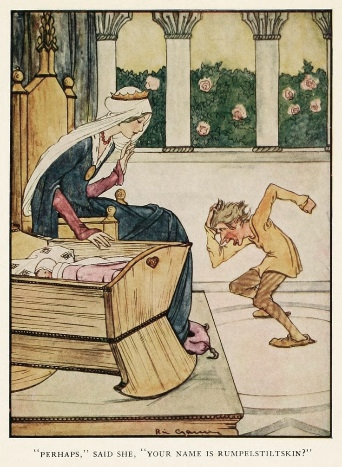 "PERHAPS," SAID SHE, "YOUR NAME IS RUMPELSTILTSKIN?"